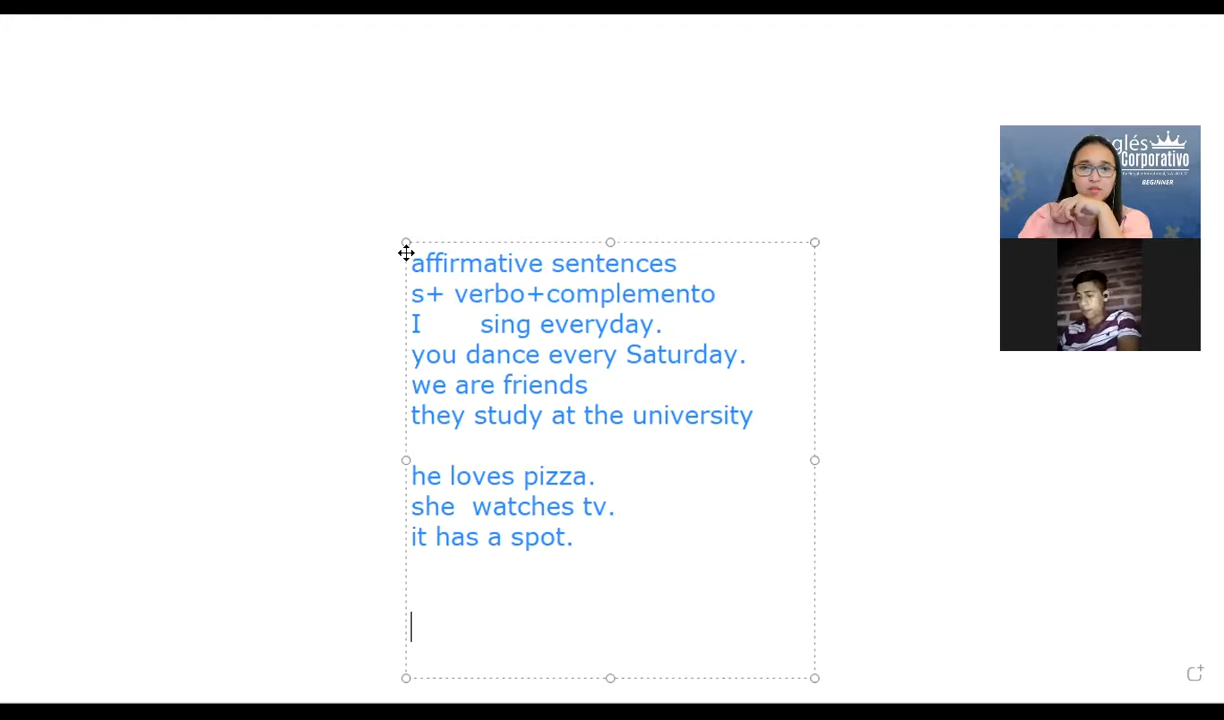 affirmative sentences
s+ verbo+complemento
I sing everyday.
you dance every Saturday.
we are friends
they study at the university
he loves pizza.
she watches tv.
it has a spot.
glés
Corporativo
BEGINNER